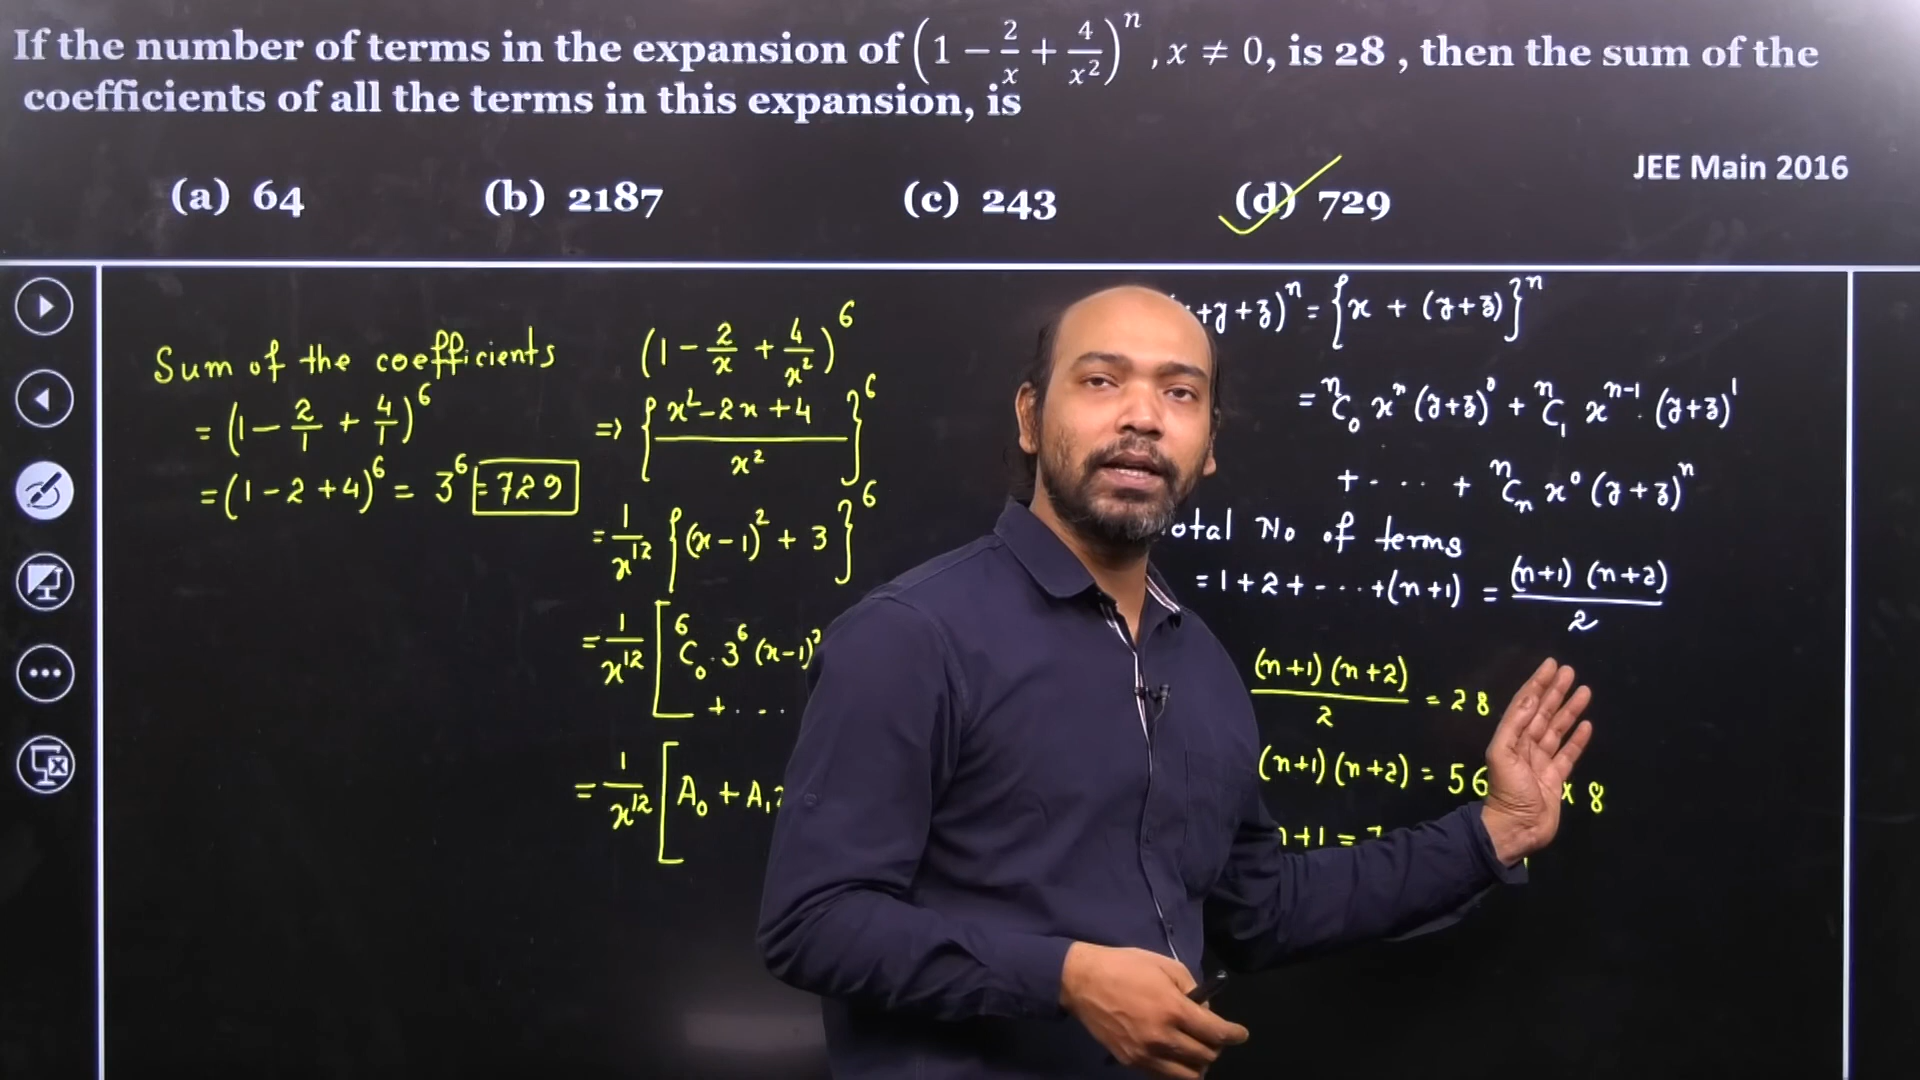 If the number of terms in the expansion of (1 − 2/x + 4/x²)ⁿ, x ≠ 0, is 28 , then the sum of the
coefficients of all the terms in this expansion, is
JEE Main 2016
(a) 64 (b) 2187 (c) 243 (d) 729
Sum of the coefficients
= (1 − 2/1 + 4/1)⁶
= (1 − 2 + 4)⁶ = 3⁶ = 729
(1 − 2/x + 4/x²)⁶
=> {(x² − 2x + 4)/x²}⁶
= 1/x¹² {(x − 1)² + 3}⁶
= 1/x¹² [⁶C₀ · 3⁶ (x − 1)
+ . . .
= 1/x¹² [A₀ + A₁
+ y + z)ⁿ = {x + (y + z)}ⁿ
= ⁿC₀ xⁿ (y + z)⁰ + ⁿC₁ xⁿ⁻¹ · (y + z)¹
+ · · · + ⁿCₙ x⁰ (y + z)ⁿ
otal No of terms
= 1 + 2 + · · · + (n + 1) = (n + 1) (n + 2)/2
(n + 1) (n + 2)/2 = 28
(n + 1) (n + 2) = 56 × 8
+ 1 =